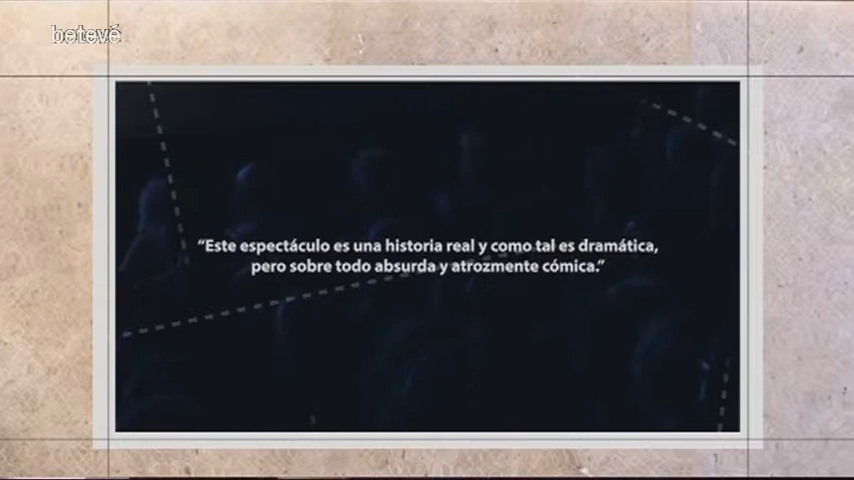 betevé
“Este espectáculo es una historia real y como tal es dramática,
pero sobre todo absurda y atrozmente cómica.”